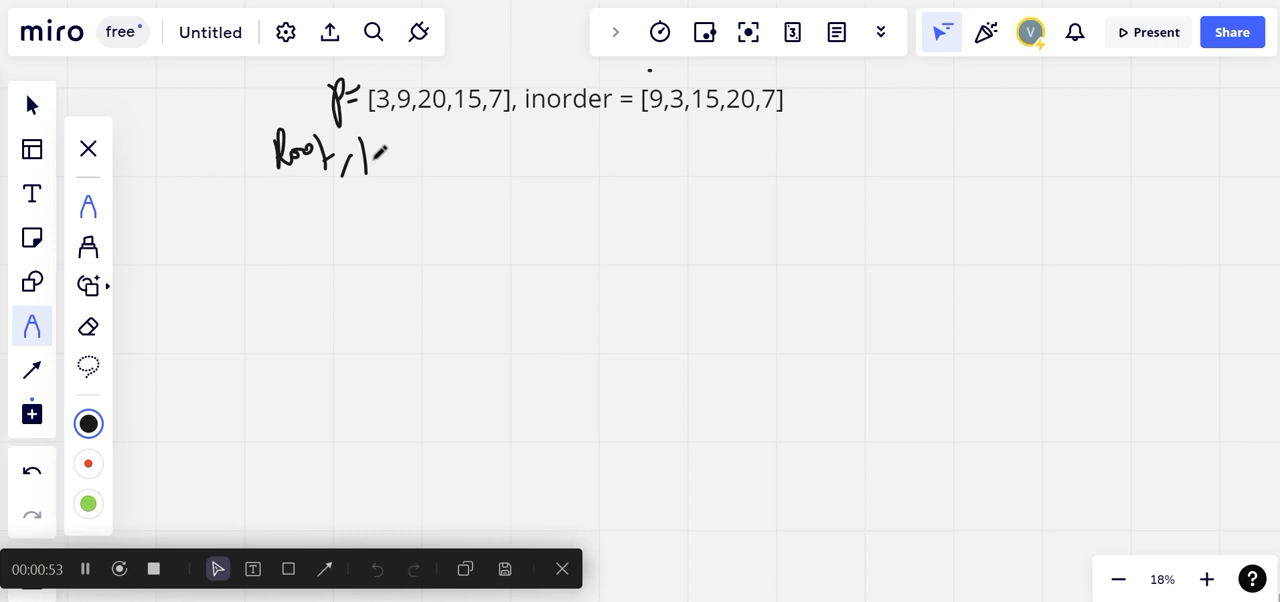 miro free Untitled Present Share
V
3
P= [3,9,20,15,7], inorder = [9,3,15,20,7]
Root, l
T
00:00:53 T
18% ?